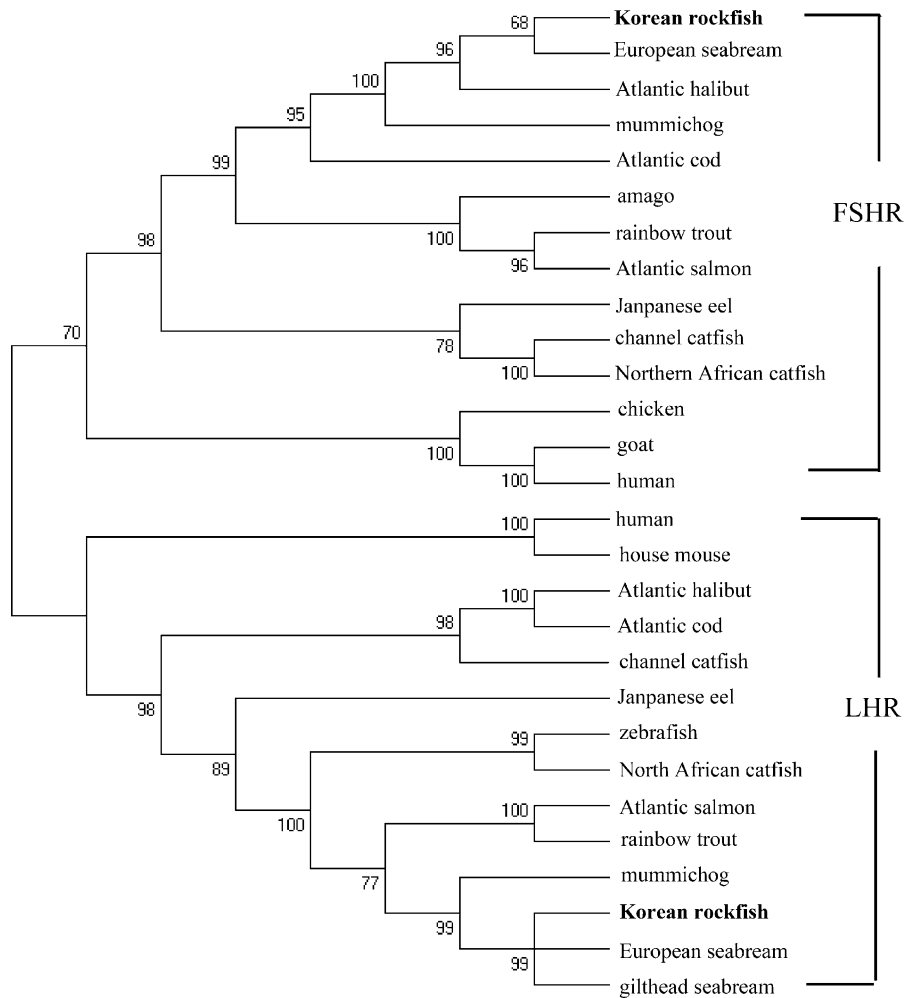 68
Korean rockfish
European seabream
96
Atlantic halibut
100
mummichog
95
Atlantic cod
99
amago
100
rainbow trout
96
Atlantic salmon
98
FSHR
Janpanese eel
78
channel catfish
100
Northern African catfish
70
chicken
100
goat
100
human
100
human
house mouse
100
Atlantic halibut
98
Atlantic cod
channel catfish
98
Janpanese eel
LHR
89
99
zebrafish
North African catfish
100
100
Atlantic salmon
rainbow trout
77
mummichog
99
Korean rockfish
European seabream
99
gilthead seabream